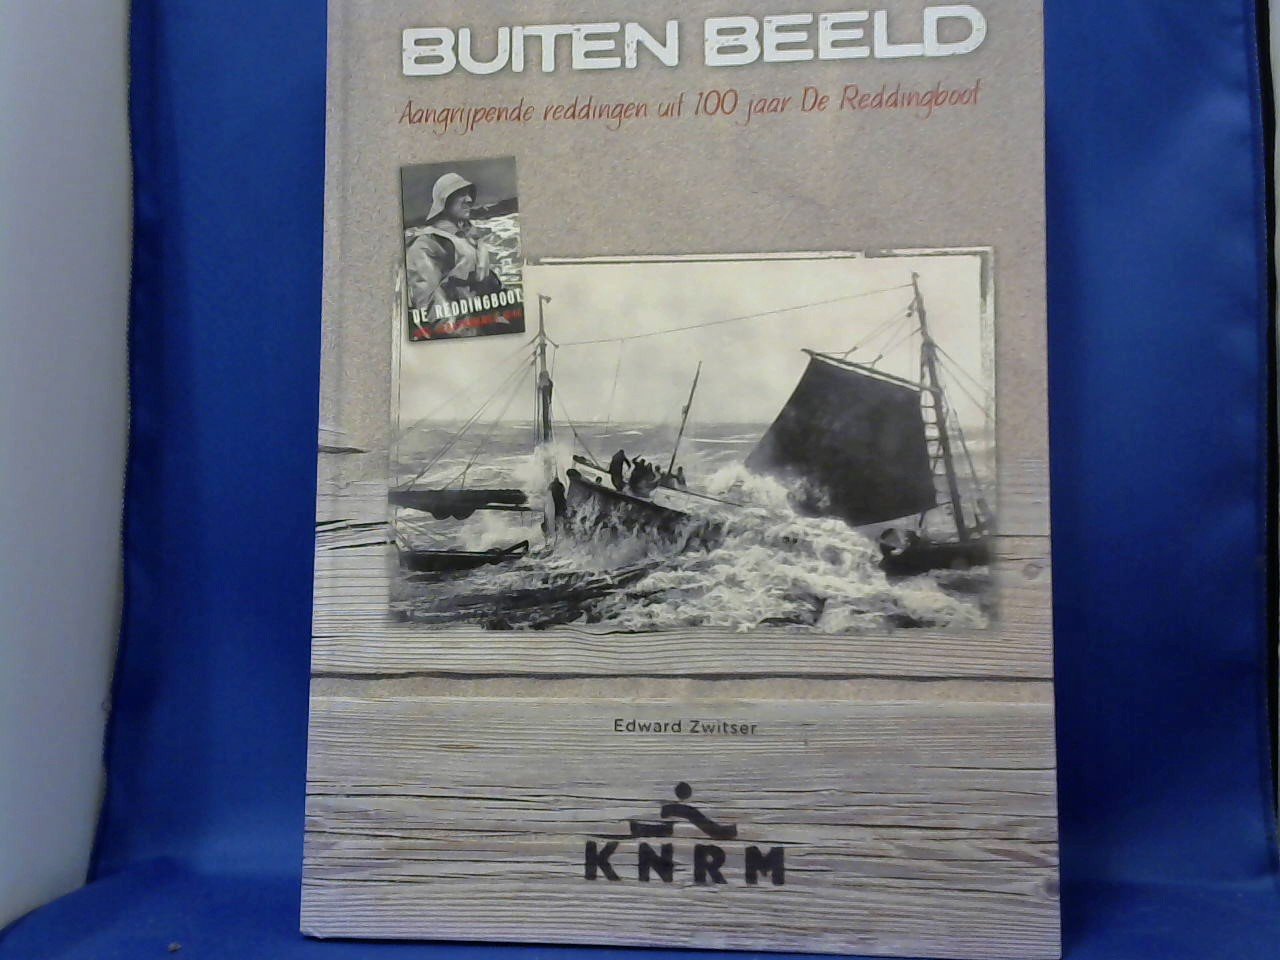 BUITEN BEELD
Aangrijpende reddingen uit 100 jaar De Reddingboot
DE REDDINGBOOT
Edward Zwitser
KNRM